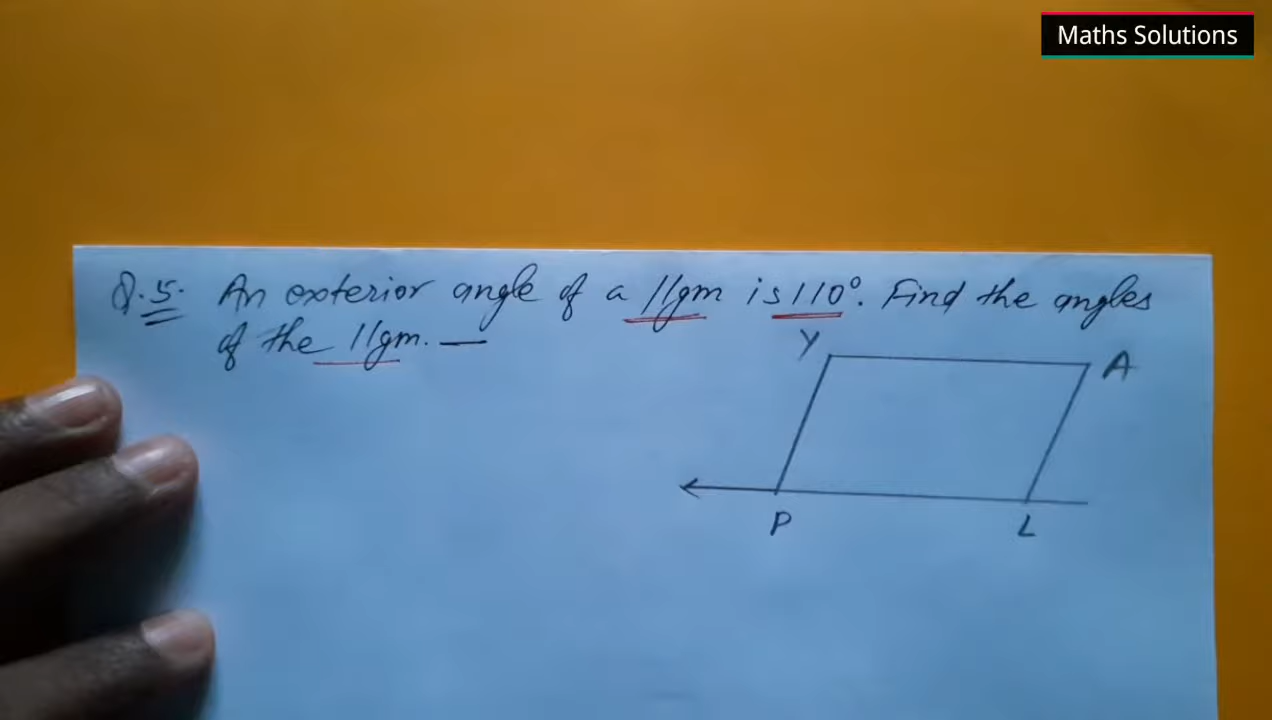 Maths Solutions
Q.5. An exterior angle of a ||gm is 110°. Find the angles
of the ||gm. —
Y
A
P
L